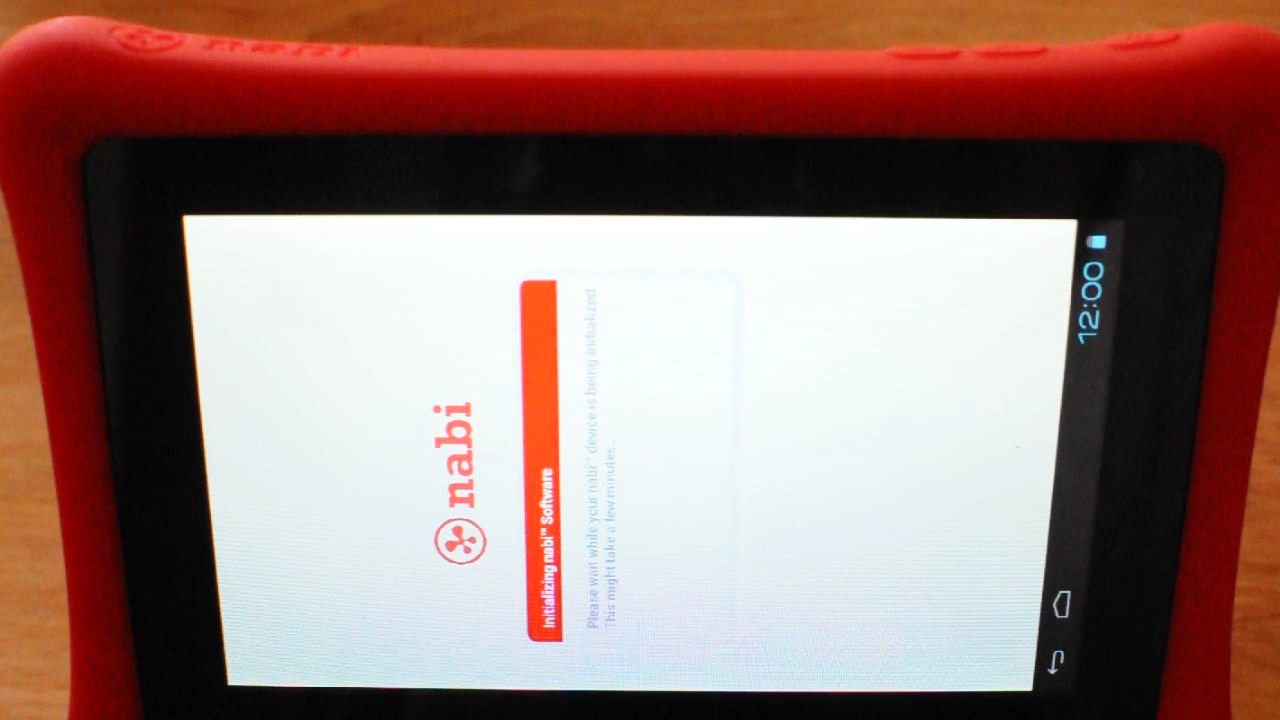 nabi
nabi
Initializing nabi™ Software
Please wait while your nabi™ device is being initialized.
This might take a few minutes...
12:00